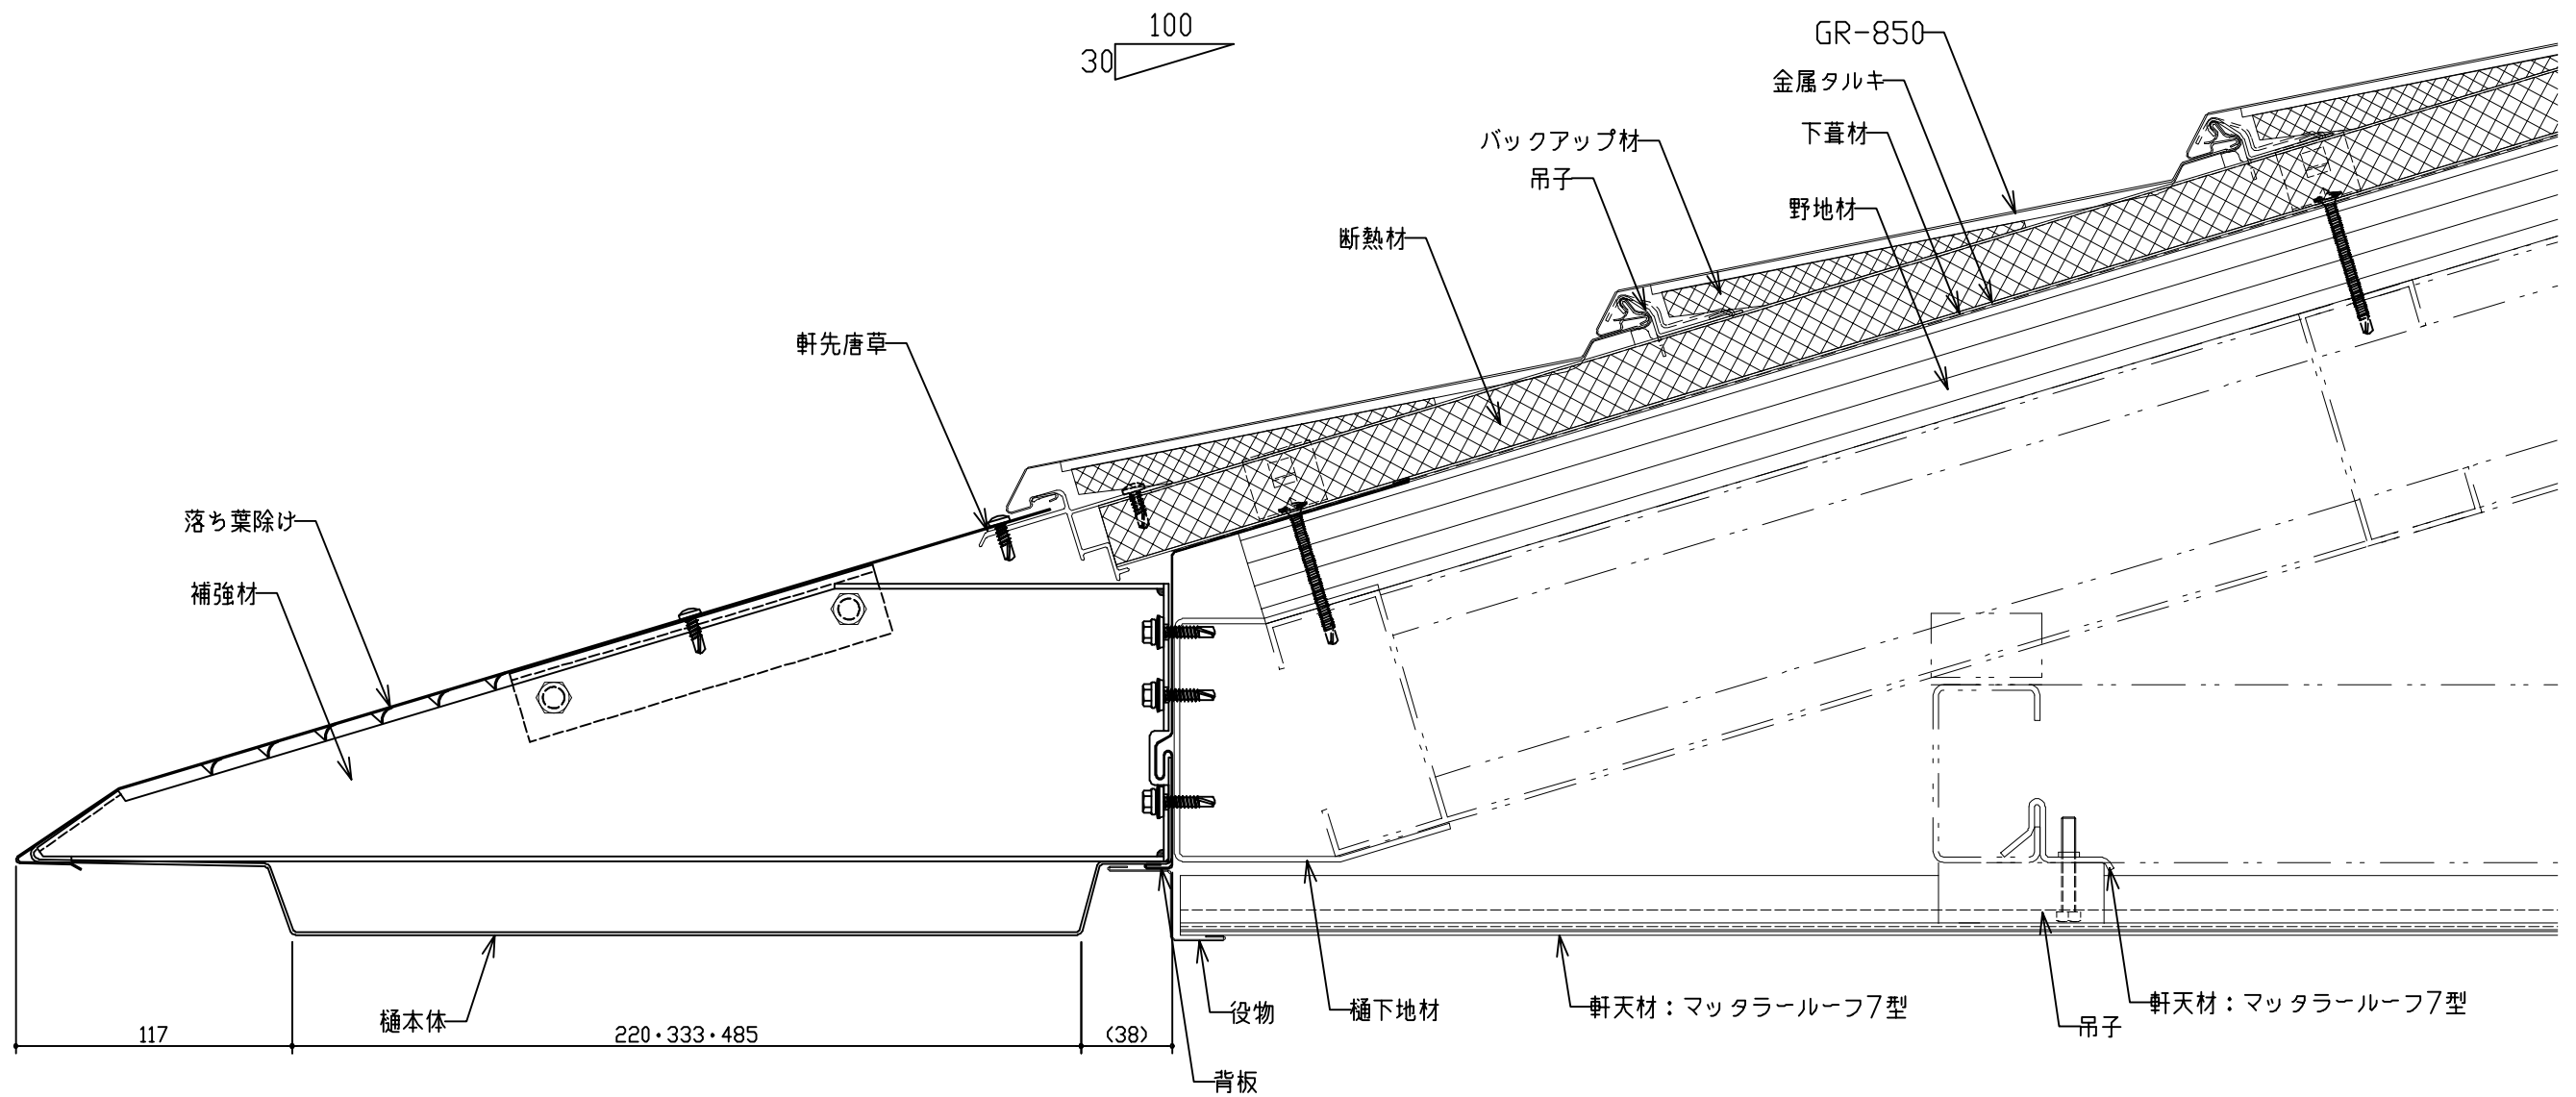 100
30
GR-850
金属タルキ
下葺材
バックアップ材
吊子
野地材
断熱材
軒先唐草
落ち葉除け
補強材
樋本体
役物
樋下地材
軒天材：マッタラールーフ7型
吊子
軒天材：マッタラールーフ7型
117
220・333・485
(38)
背板